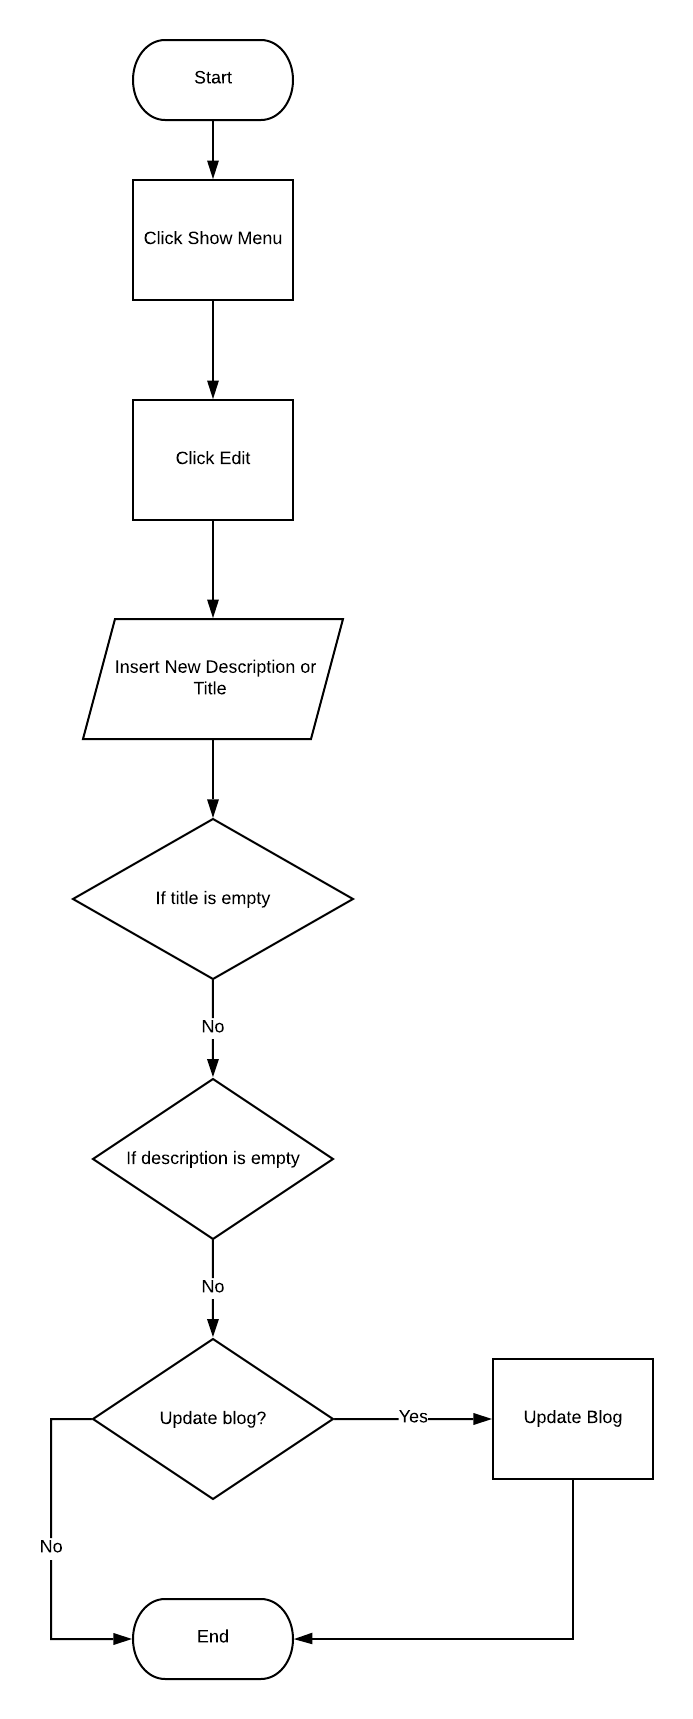 Start
Click Show Menu
Click Edit
Insert New Description or
Title
If title is empty
No
If description is empty
No
Update blog?
Yes
Update Blog
No
End